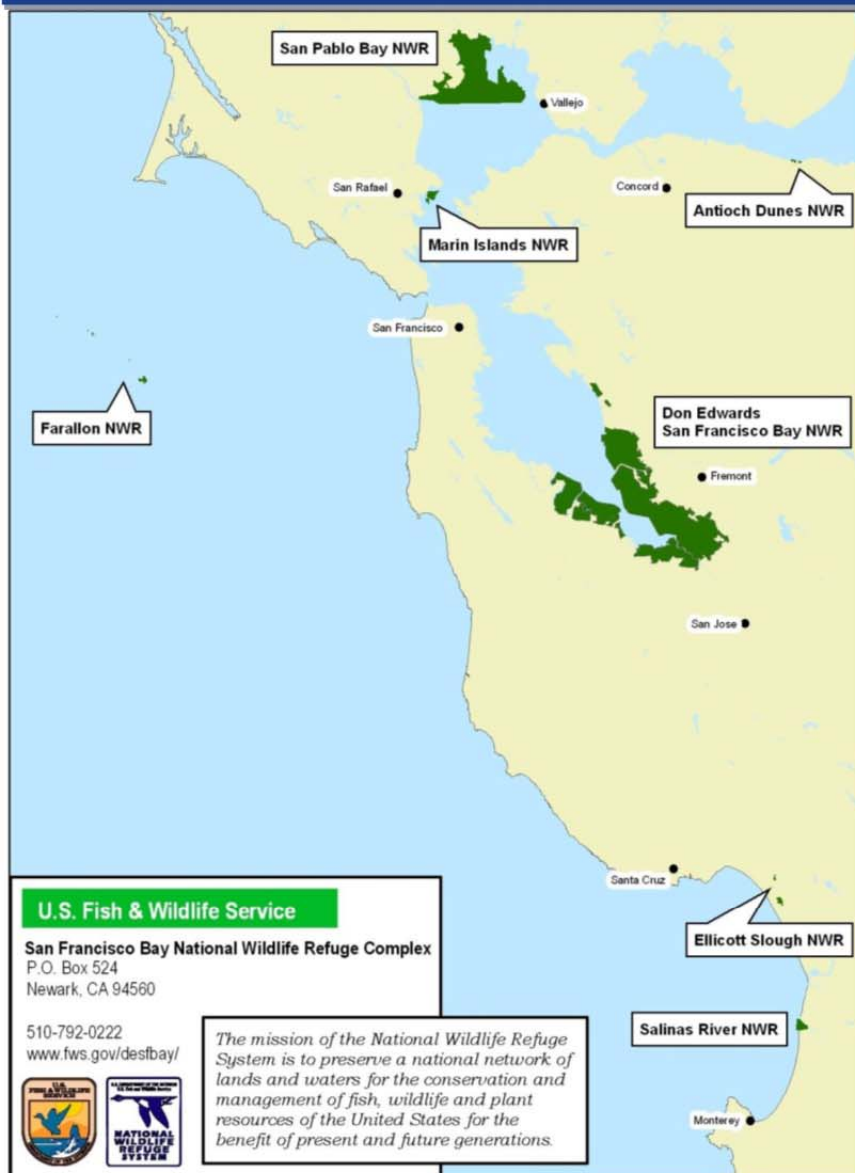 San Pablo Bay NWR
Vallejo
San Rafael
Concord
Antioch Dunes NWR
Marin Islands NWR
San Francisco
Farallon NWR
Don Edwards
San Francisco Bay NWR
Fremont
San Jose
Santa Cruz
Ellicott Slough NWR
Salinas River NWR
Monterey
U.S. Fish & Wildlife Service
San Francisco Bay National Wildlife Refuge Complex
P.O. Box 524
Newark, CA 94560
510-792-0222
www.fws.gov/desfbay/
The mission of the National Wildlife Refuge
System is to preserve a national network of
lands and waters for the conservation and
management of fish, wildlife and plant
resources of the United States for the
benefit of present and future generations.
U.S.
FISH & WILDLIFE
SERVICE
NATIONAL
WILDLIFE
REFUGE
SYSTEM